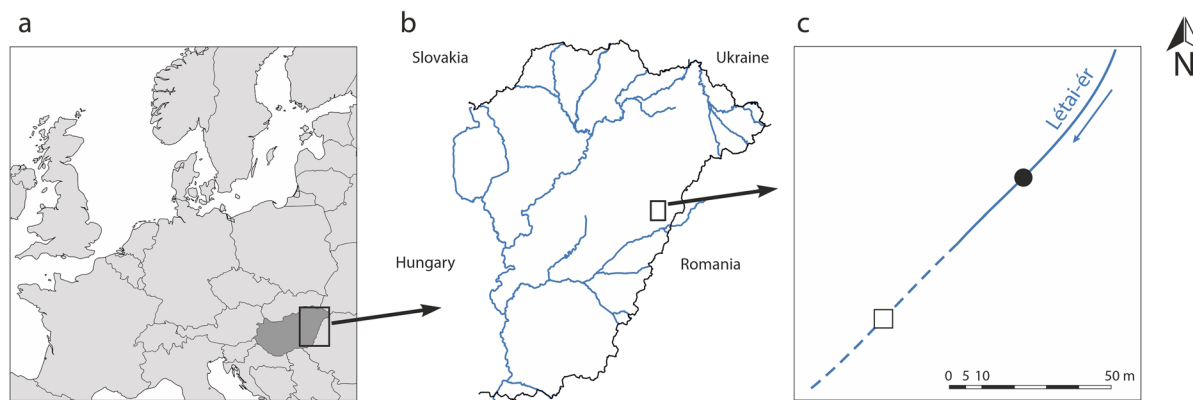 a
b
c
Slovakia
Ukraine
N
Létai-ér
Hungary
Romania
0 5 10 50 m